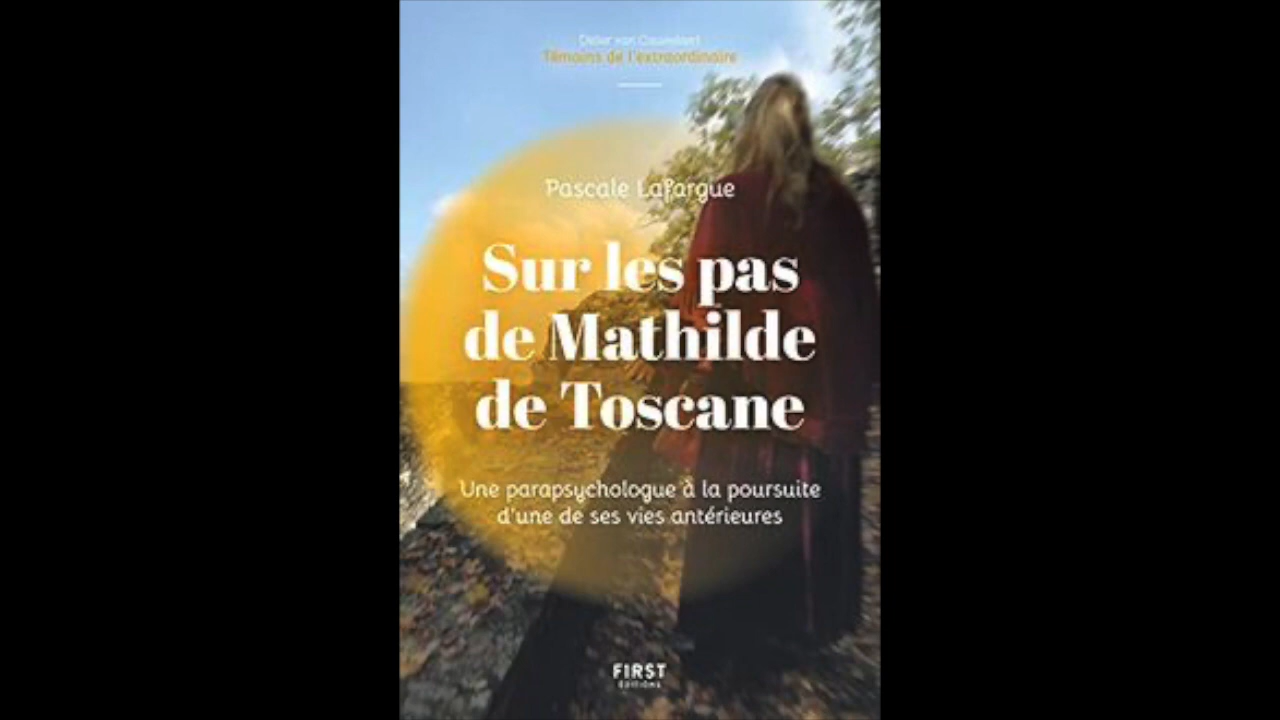 Didier van Cauwelaert
Témoins de l'extraordinaire
Pascale Lafargue
Sur les pas
de Mathilde
de Toscane
Une parapsychologue à la poursuite
d'une de ses vies antérieures
FIRST
ÉDITIONS